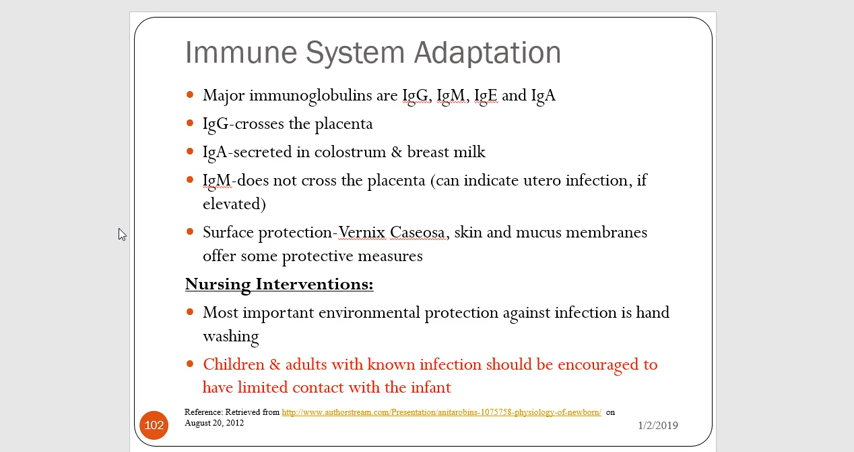 Immune System Adaptation
Major immunoglobulins are IgG, IgM, IgE and IgA
IgG-crosses the placenta
IgA-secreted in colostrum & breast milk
IgM-does not cross the placenta (can indicate utero infection, if
elevated)
Surface protection-Vernix Caseosa, skin and mucus membranes
offer some protective measures
Nursing Interventions:
Most important environmental protection against infection is hand
washing
Children & adults with known infection should be encouraged to
have limited contact with the infant
Reference: Retrieved from http://www.authorstream.com/Presentation/anitarobins-1075758-physiology-of-newborn/ on
August 20, 2012
102
1/2/2019